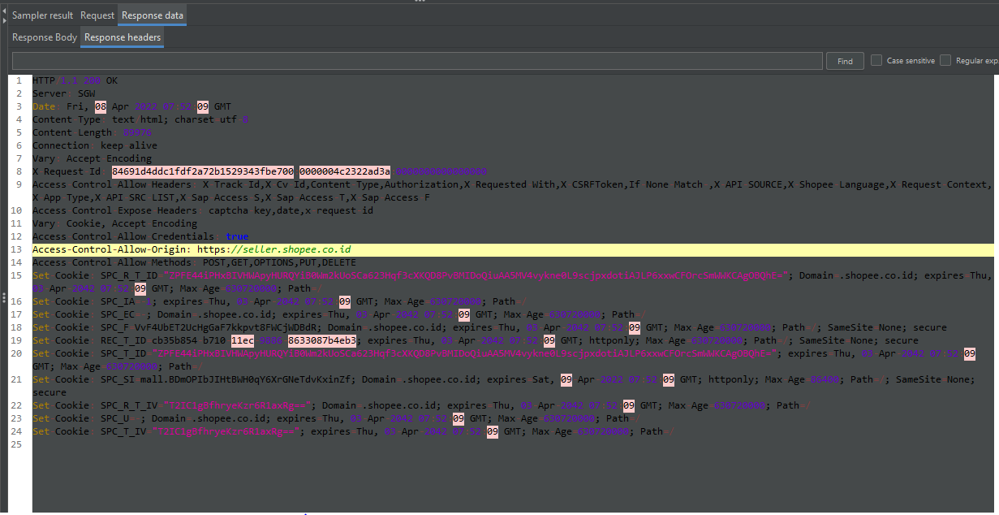 Sampler result Request Response data
Response Body Response headers
Find Case sensitive Regular exp.
1 HTTP 1.1 200 OK
2 Server: SGW
3 Date: Fri, 08 Apr 2022 07:52:09 GMT
4 Content Type: text/html; charset=utf-8
5 Content Length: 89976
6 Connection: keep alive
7 Vary: Accept Encoding
8 X Request Id: 84691d4ddc1fdf2a72b1529343fbe700 0000004c2322ad3a 0000000000000000
9 Access Control Allow Headers: X Track Id,X Cv Id,Content Type,Authorization,X Requested With,X CSRFToken,If None Match ,X API SOURCE,X Shopee Language,X Request Context,
X App Type,X API SRC LIST,X Sap Access S,X Sap Access T,X Sap Access F
10 Access Control Expose Headers: captcha key,date,x request id
11 Vary: Cookie, Accept Encoding
12 Access Control Allow Credentials: true
13 Access-Control-Allow-Origin: https://seller.shopee.co.id
14 Access Control Allow Methods: POST,GET,OPTIONS,PUT,DELETE
15 Set Cookie: Domain=.shopee.co.id; expires=Thu,
03 Apr 2042 07:52:09 GMT; Max Age=630720000; Path=/
16 Set Cookie: SPC_IA=-1; expires=Thu, 03 Apr 2042 07:52:09 GMT; Max Age=630720000; Path=/
17 Set Cookie: SPC_EC=-; Domain=.shopee.co.id; expires=Thu, 03 Apr 2042 07:52:09 GMT; Max Age=630720000; Path=/
18 Set Cookie: SPC_F=VvF4UbET2UcHgGaF7kkpvt8FWCjWDBdR; Domain=.shopee.co.id; expires=Thu, 03 Apr 2042 07:52:09 GMT; Max Age=630720000; Path=/; SameSite=None; secure
19 Set Cookie: REC_T_ID=cb35b854 b710 11ec 9886 8633087b4eb3; expires=Thu, 03 Apr 2042 07:52:09 GMT; httponly; Max Age=630720000; Path=/; SameSite=None; secure
20 Set Cookie: expires=Thu, 03 Apr 2042 07:52:09
GMT; Max Age=630720000; Path=/
21 Set Cookie: SPC_SI=mall.BDmOPIbJIHtBWH0qY6XrGNeTdvKxinZf; Domain=.shopee.co.id; expires=Sat, 09 Apr 2022 07:52:09 GMT; httponly; Max Age=86400; Path=/; SameSite=None;
secure
22 Set Cookie: SPC_R_T_IV="T2IC1gBfhnyeKzr6R1axRg=="; Domain=.shopee.co.id; expires=Thu, 03 Apr 2042 07:52:09 GMT; Max Age=630720000; Path=/
23 Set Cookie: SPC_U=-; Domain=.shopee.co.id; expires=Thu, 03 Apr 2042 07:52:09 GMT; Max Age=630720000; Path=/
24 Set Cookie: SPC_T_IV="T2IC1gBfhnyeKzr6R1axRg=="; expires=Thu, 03 Apr 2042 07:52:09 GMT; Max Age=630720000; Path=/
25